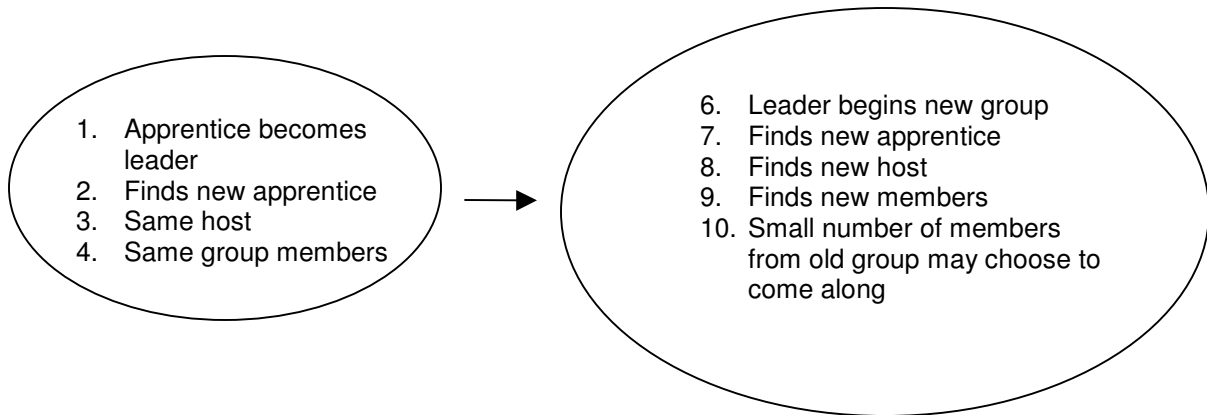 1. Apprentice becomes
leader
2. Finds new apprentice
3. Same host
4. Same group members
6. Leader begins new group
7. Finds new apprentice
8. Finds new host
9. Finds new members
10. Small number of members
from old group may choose to
come along